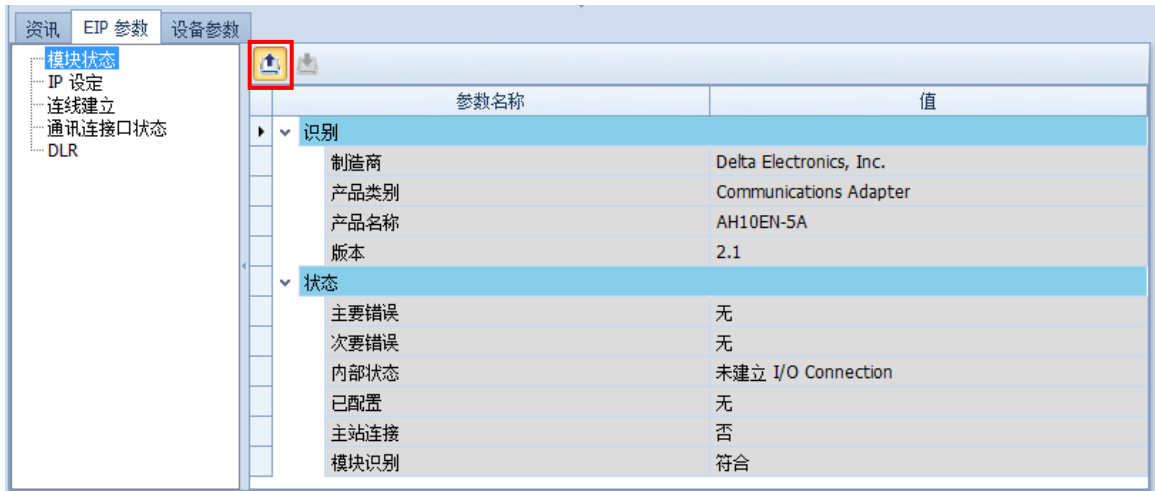 资讯 EIP 参数 设备参数
模块状态
IP 设定
连线建立
通讯连接口状态
DLR
参数名称 值
识别
制造商 Delta Electronics, Inc.
产品类别 Communications Adapter
产品名称 AH10EN-5A
版本 2.1
状态
主要错误 无
次要错误 无
内部状态 未建立 I/O Connection
已配置 无
主站连接 否
模块识别 符合